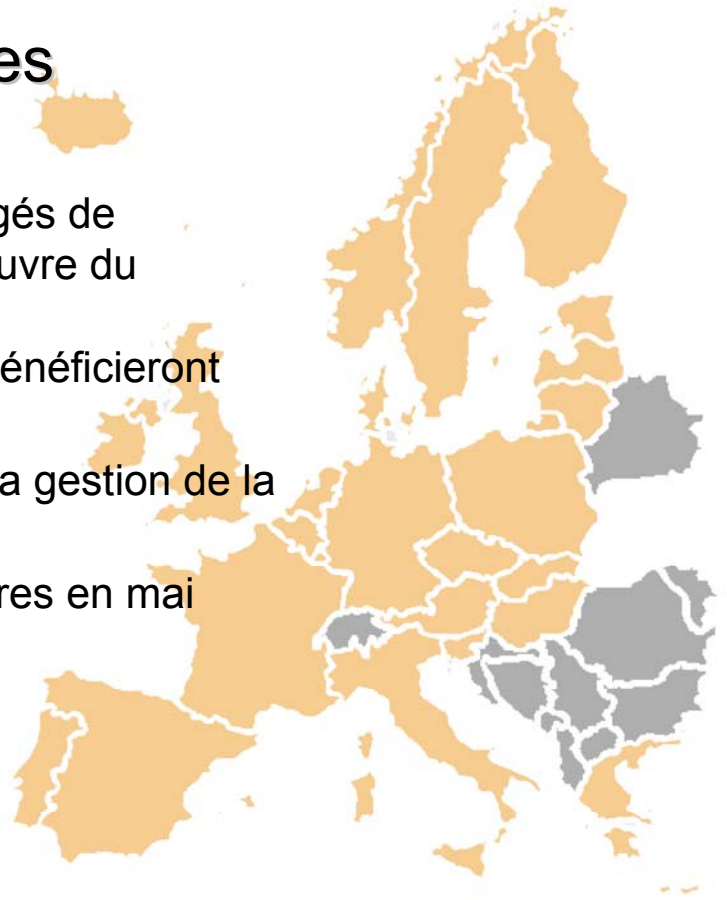 es
gés de
uvre du
énéficieront
a gestion de la
res en mai